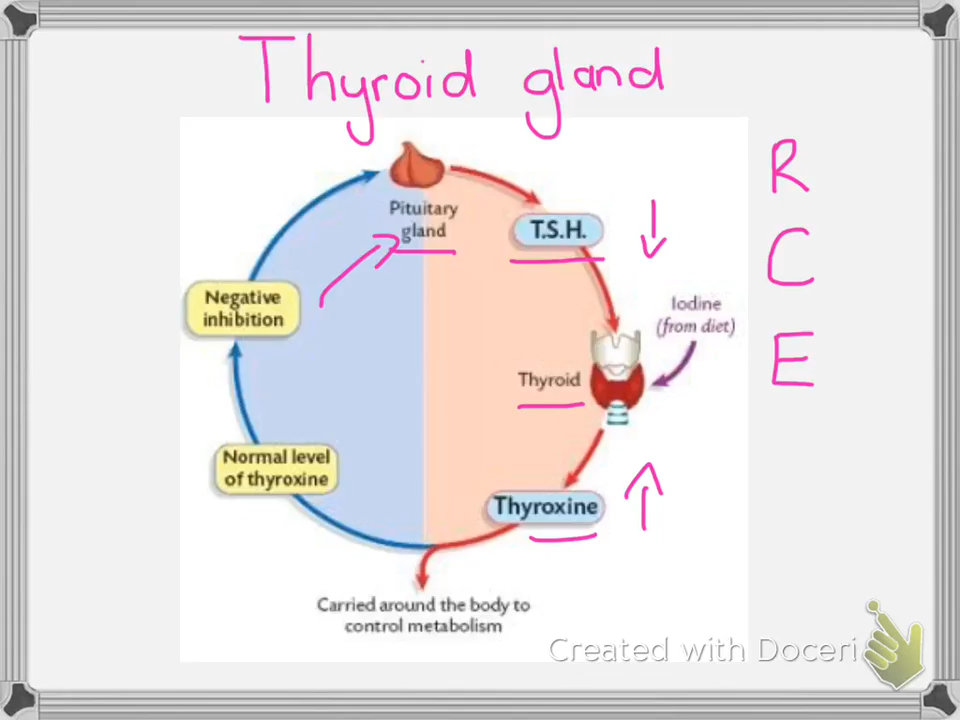 Thyroid gland
Pituitary
gland
T.S.H.
R
C
E
Negative
inhibition
Iodine
(from diet)
Thyroid
Normal level
of thyroxine
Thyroxine
Carried around the body to
control metabolism
Created with Doceri